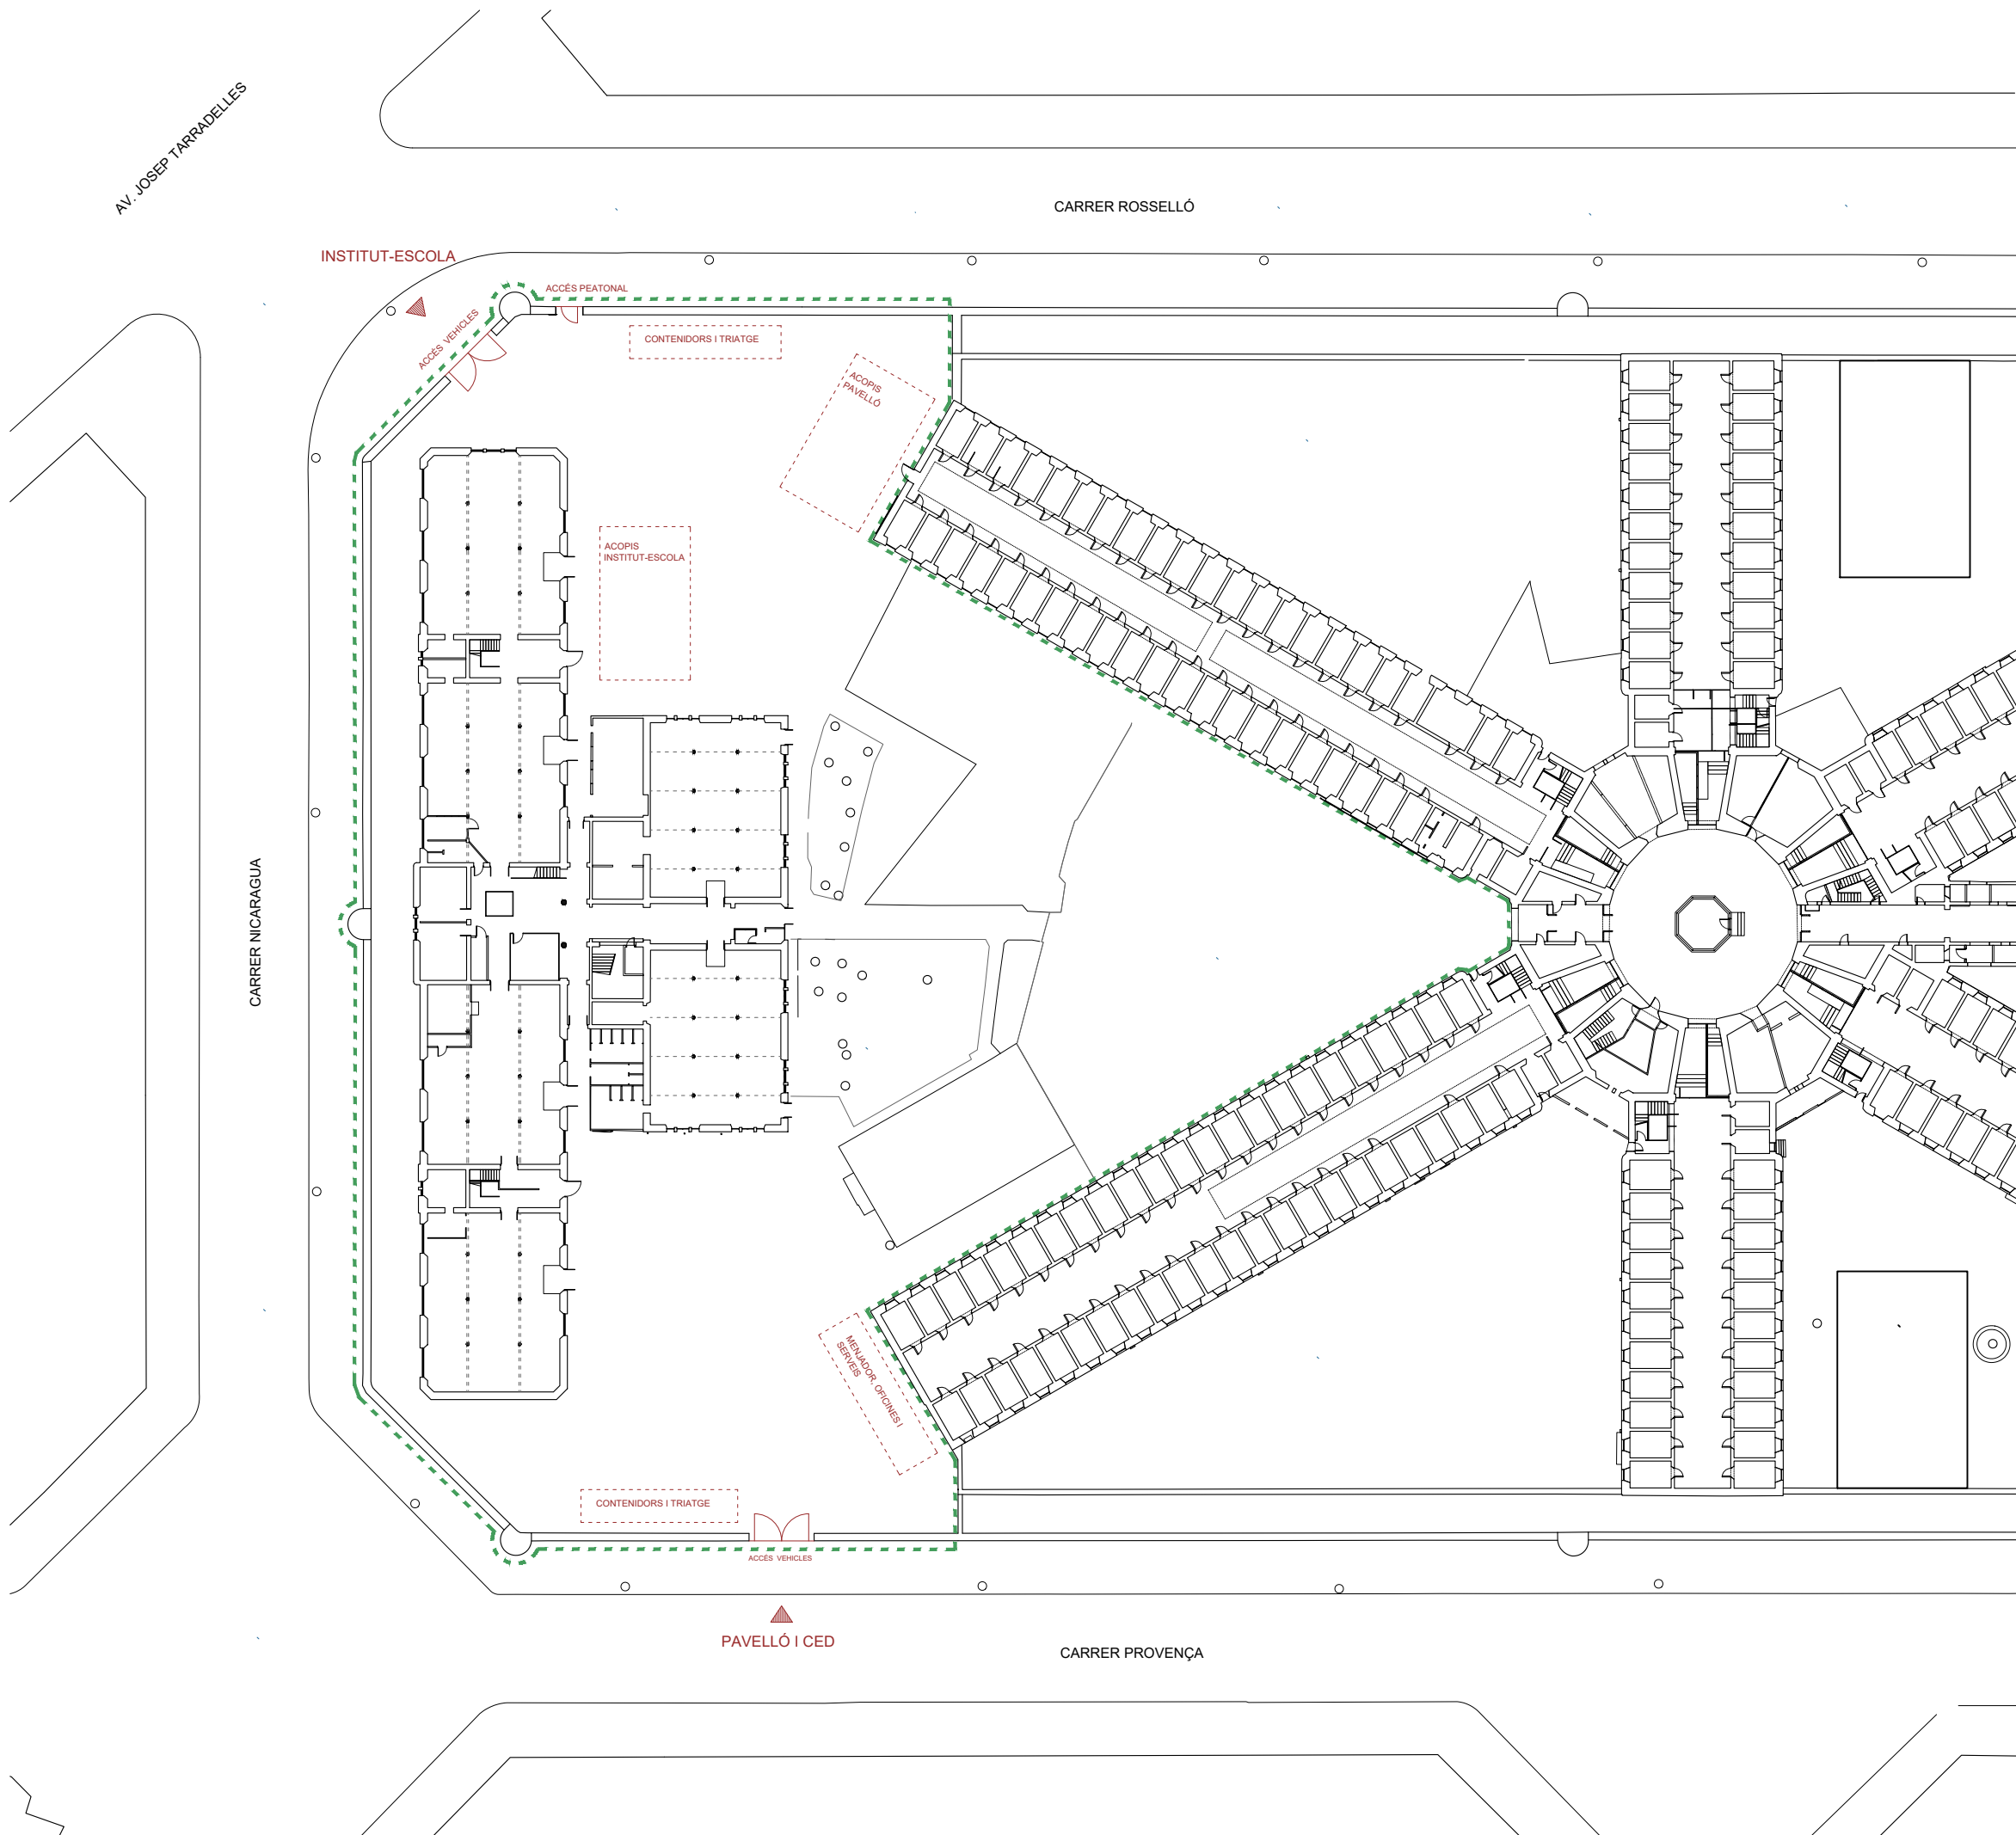 AV. JOSEP TARRADELLES
CARRER ROSSELLÓ
INSTITUT-ESCOLA
ACCÉS PEATONAL
ACCÉS VEHICLES
CONTENIDORS I TRIATGE
ACOPIS
PAVELLÓ
ACOPIS
INSTITUT-ESCOLA
CARRER NICARAGUA
MENJADOR, OFICINES I
SERVEIS
CONTENIDORS I TRIATGE
ACCÉS VEHICLES
PAVELLÓ I CED
CARRER PROVENÇA